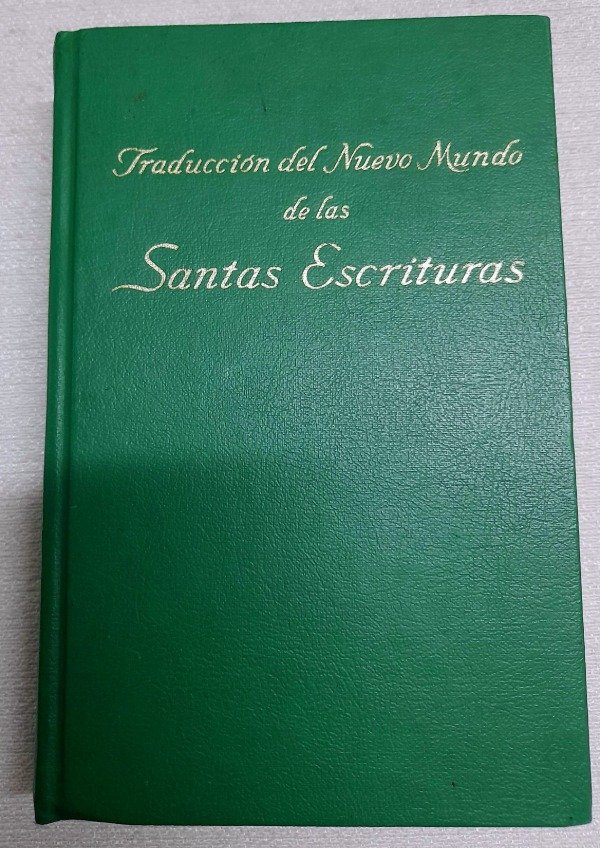 Traducción del Nuevo Mundo
de las
Santas Escrituras